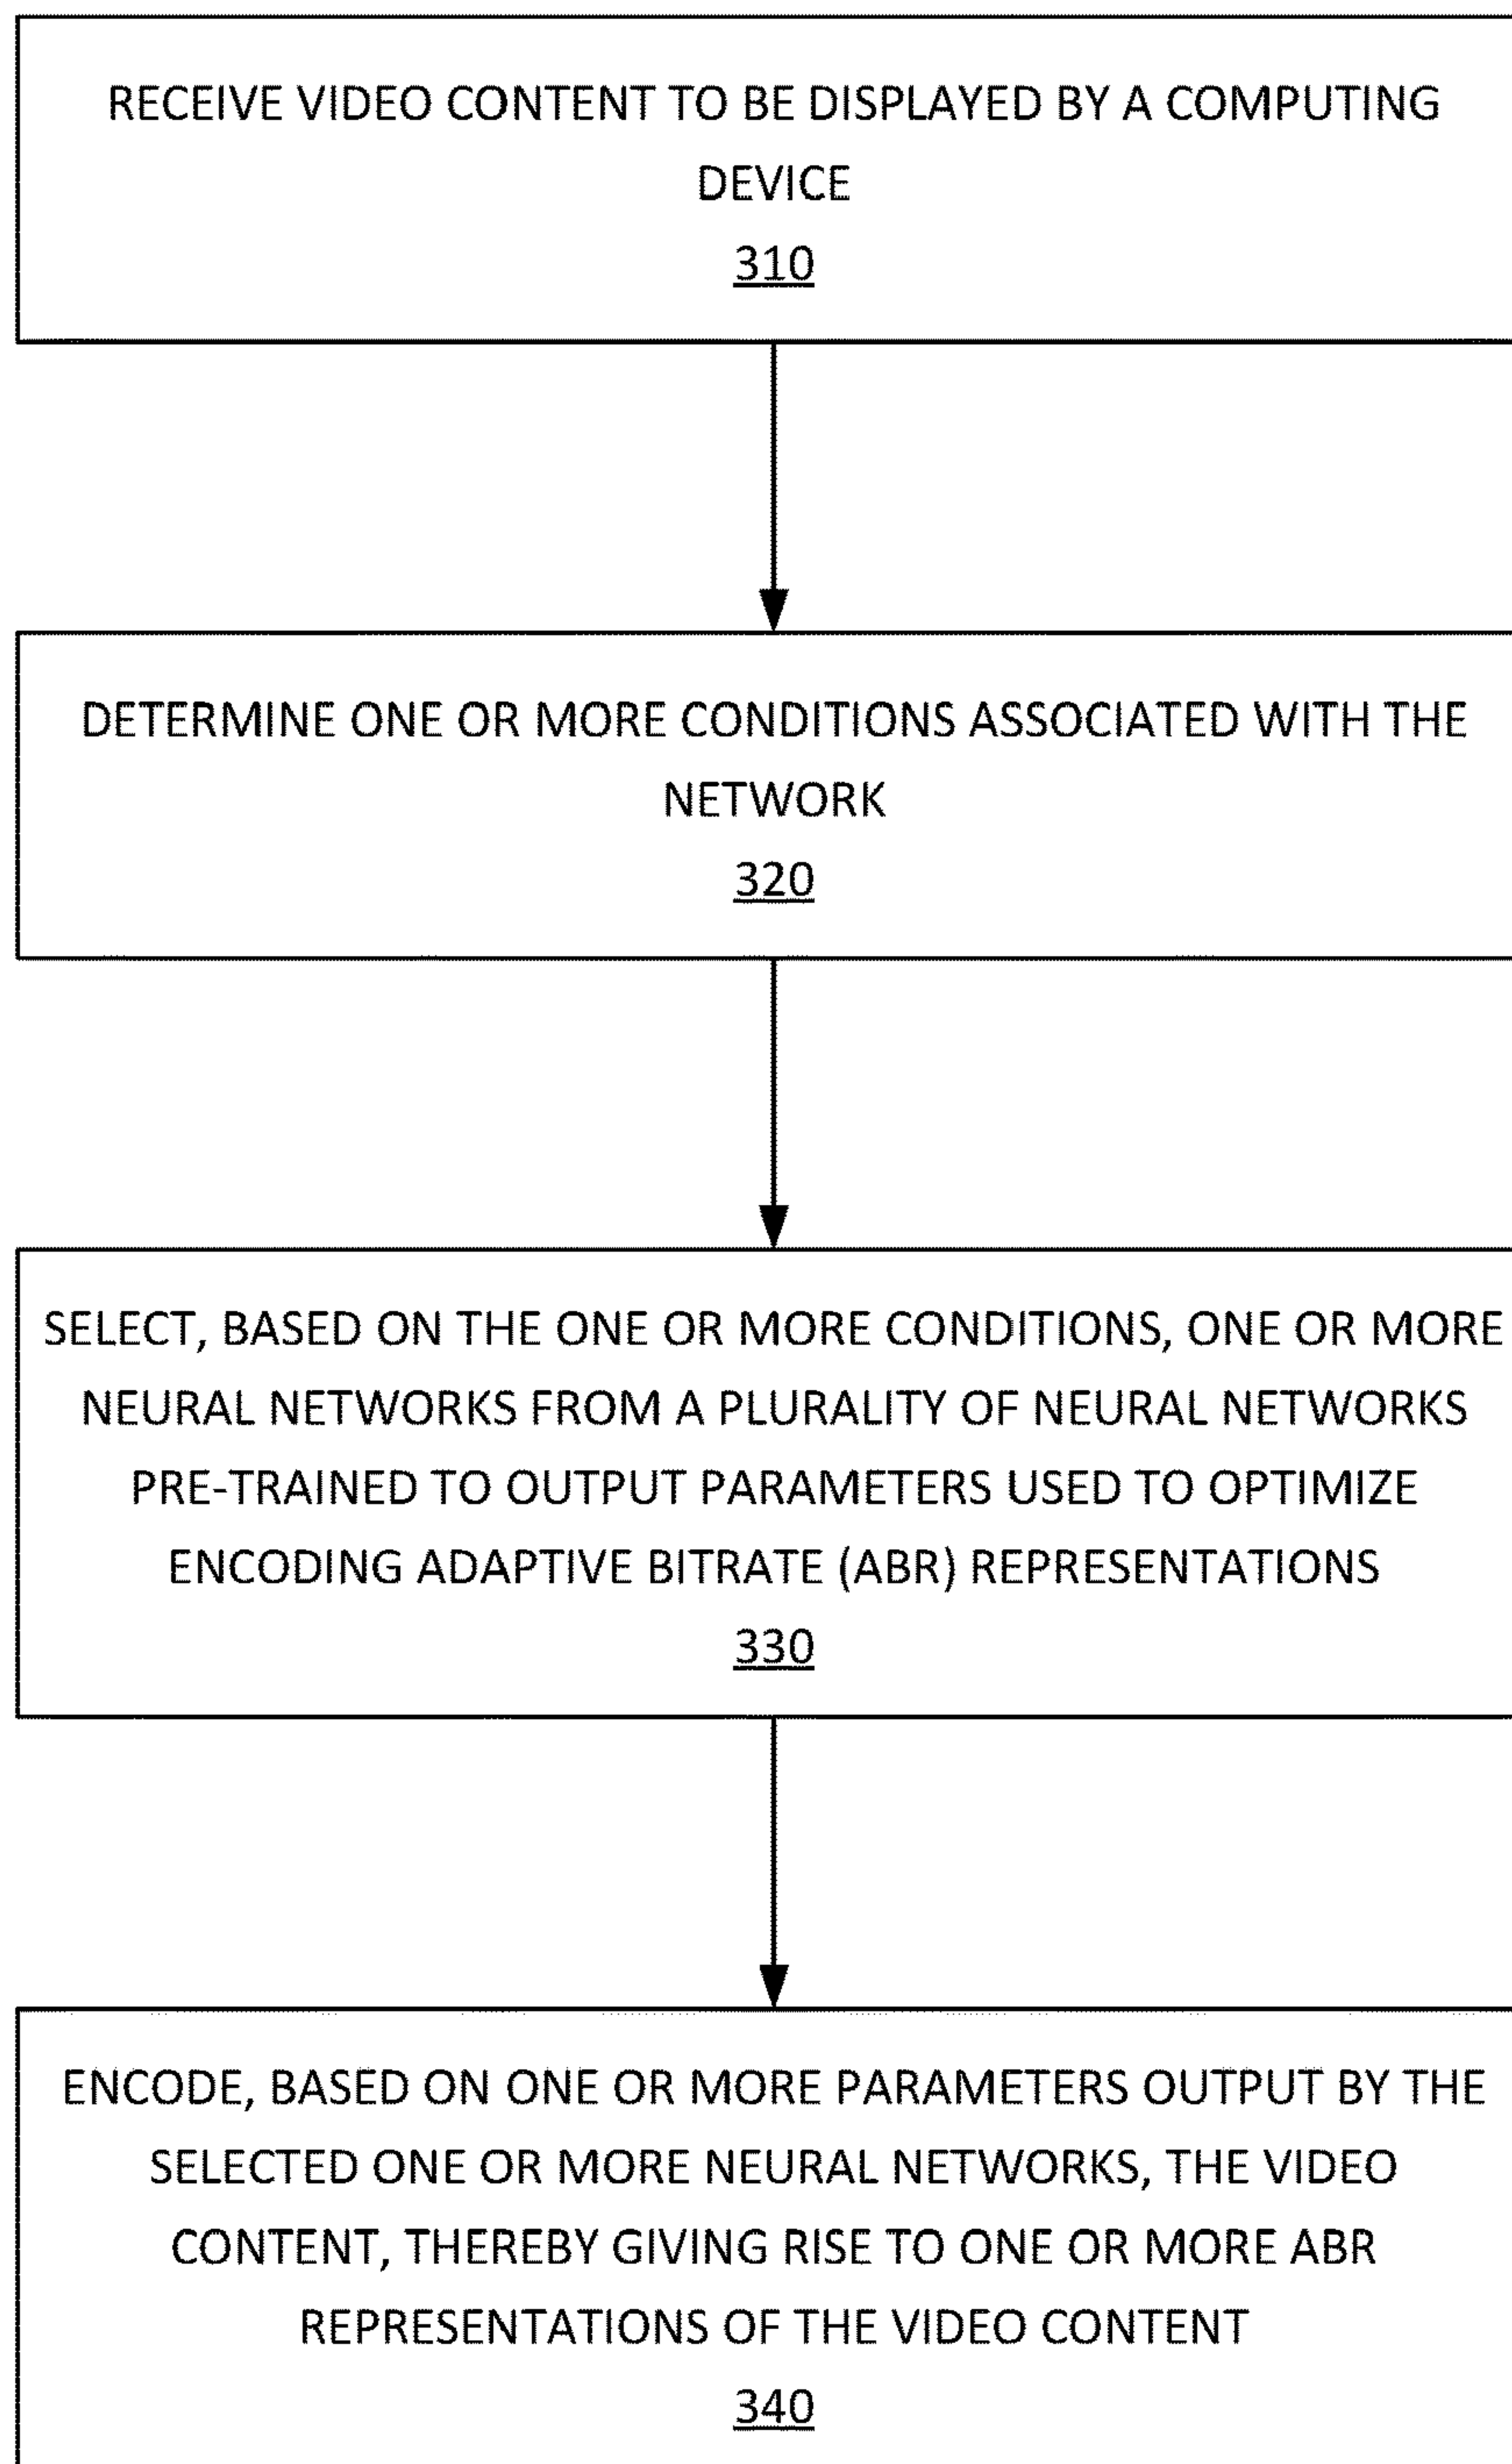 RECEIVE VIDEO CONTENT TO BE DISPLAYED BY A COMPUTING
DEVICE
310
DETERMINE ONE OR MORE CONDITIONS ASSOCIATED WITH THE
NETWORK
320
SELECT, BASED ON THE ONE OR MORE CONDITIONS, ONE OR MORE
NEURAL NETWORKS FROM A PLURALITY OF NEURAL NETWORKS
PRE-TRAINED TO OUTPUT PARAMETERS USED TO OPTIMIZE
ENCODING ADAPTIVE BITRATE (ABR) REPRESENTATIONS
330
ENCODE, BASED ON ONE OR MORE PARAMETERS OUTPUT BY THE
SELECTED ONE OR MORE NEURAL NETWORKS, THE VIDEO
CONTENT, THEREBY GIVING RISE TO ONE OR MORE ABR
REPRESENTATIONS OF THE VIDEO CONTENT
340